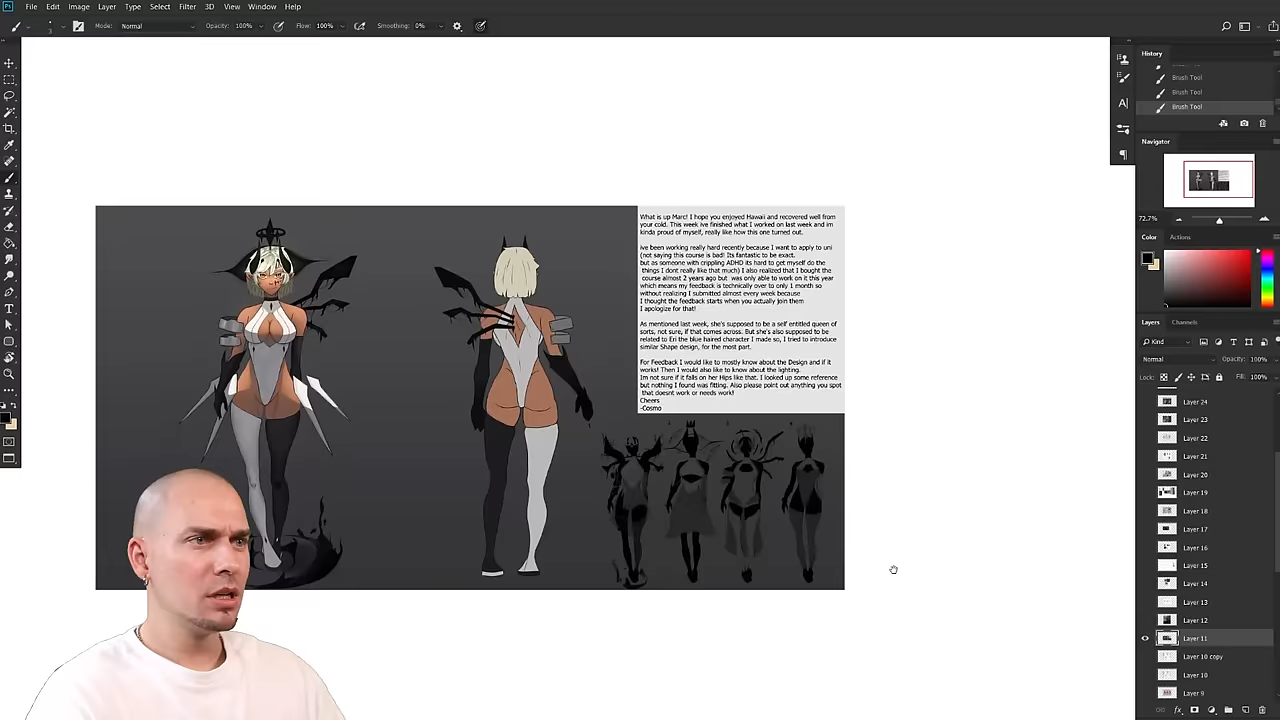 File Edit Image Layer Type Select Filter 3D View Window Help
3 Mode: Normal Opacity: 100% Flow: 100% Smoothing: 0%
History
Brush Tool
Brush Tool
Brush Tool
Navigator
72.7%
Color Actions
Layers Channels
Kind
Normal Opacity: 100%
Lock: Fill: 100%
Layer 24
Layer 23
Layer 22
Layer 21
Layer 20
Layer 19
Layer 18
Layer 17
Layer 16
Layer 15
Layer 14
Layer 13
Layer 12
Layer 11
Layer 10 copy
Layer 10
Layer 9
What is up Marc! I hope you enjoyed Hawaii and recovered well from
your cold. This week ive finished what I worked on last week and im
kinda proud of myself, really like how this one turned out.
ive been working really hard recently because I want to apply to uni
(not saying this course is bad! Its fantastic to be exact.
but as someone with crippling ADHD its hard to get myself do the
things I dont really like that much) I also realized that I bought the
course almost 2 years ago but was only able to work on it this year
which means my feedback is technically over to only 1 month so
without realizing I submitted almost every week because
I thought the feedback starts when you actually join them
I apologize for that!
As mentioned last week, she's supposed to be a self entitled queen of
sorts, not sure, if that comes across. But she's also supposed to be
related to Eri the blue haired character I made so, I tried to introduce
similar Shape design, for the most part.
For Feedback I would like to mostly know about the Design and if it
works! Then I would also like to know about the lighting.
Im not sure if it falls on her Hips like that. I looked up some reference
but nothing I found was fitting. Also please point out anything you spot
that doesnt work or needs work!
Cheers
-Cosmo